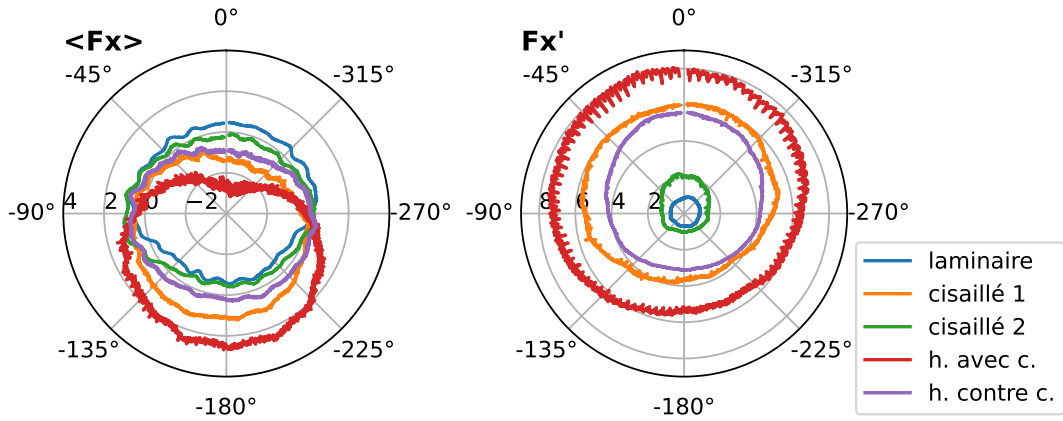 0°
<Fx>
-45°
-315°
4 2 0 −2
-90°
-270°
-135°
-225°
-180°
0°
Fx'
-45°
-315°
8 6 4 2
-90°
-270°
-135°
-225°
-180°
laminaire
cisaillé 1
cisaillé 2
h. avec c.
h. contre c.